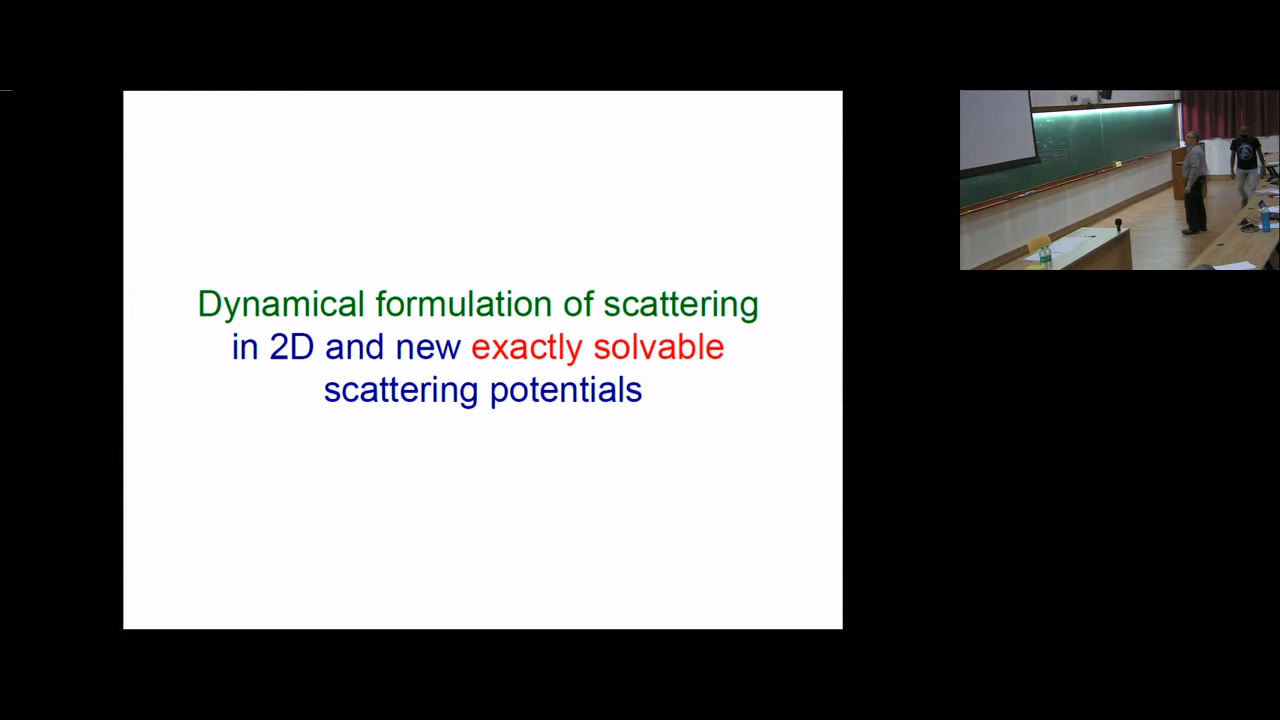 Dynamical formulation of scattering
in 2D and new exactly solvable
scattering potentials